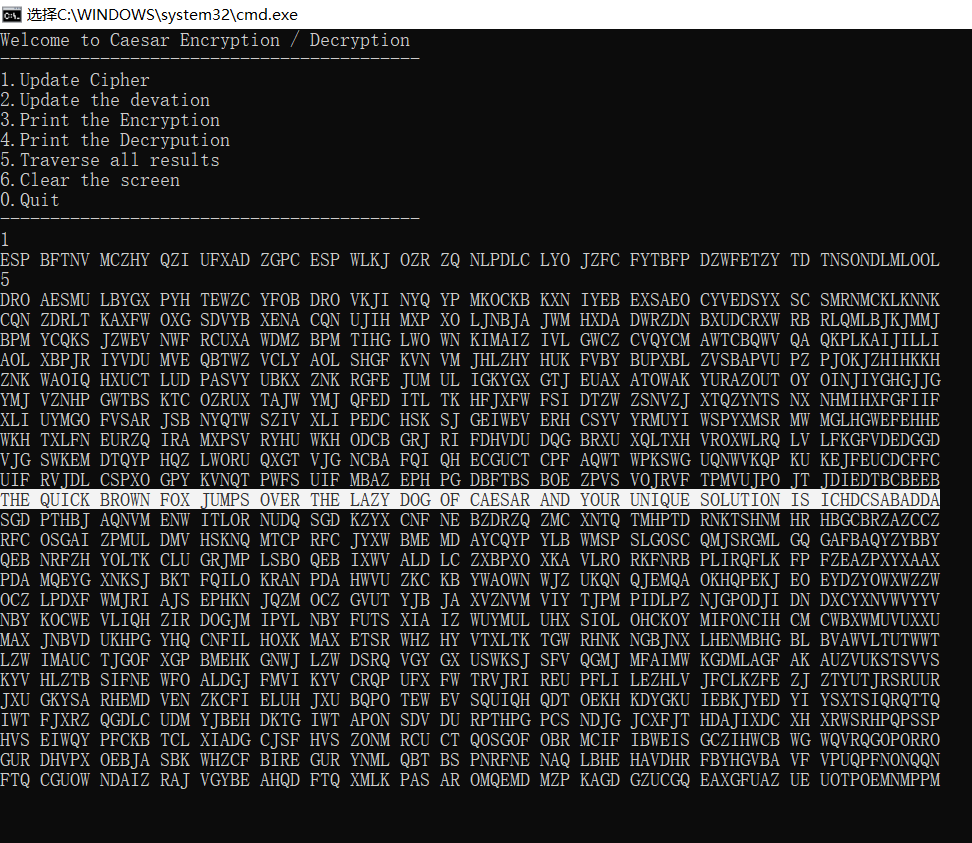 选择C:\WINDOWS\system32\cmd.exe
Welcome to Caesar Encryption / Decryption
------------------------------------------
1.Update Cipher
2.Update the devation
3.Print the Encryption
4.Print the Decrypution
5.Traverse all results
6.Clear the screen
0.Quit
------------------------------------------
1
ESP BFTNV MCZHY QZI UFXAD ZGPC ESP WLKJ OZR ZQ NLPDLC LYO JZFC FYTBFP DZWFETZY TD TNSONDLMLOOL
5
DRO AESMU LBYGX PYH TEWZC YFOB DRO VKJI NYQ YP MKOCKB KXN IYEB EXSAEO CYVEDSYX SC SMRNMCKLKNNK
CQN ZDRLT KAXFW OXG SDVYB XENA CQN UJIH MXP XO LJNBJA JWM HXDA DWRZDN BXUDCRXW RB RLQMLBJKJMMJ
BPM YCQKS JZWEV NWF RCUXA WDMZ BPM TIHG LWO WN KIMAIZ IVL GWCZ CVQYCM AWTCBQWV QA QKPLKAIJILLI
AOL XBPJR IYVDU MVE QBTWZ VCLY AOL SHGF KVN VM JHLZHY HUK FVBY BUPXBL ZVSBAPVU PZ PJOKJZHIHKKH
ZNK WAOIQ HXUCT LUD PASVY UBKX ZNK RGFE JUM UL IGKYGX GTJ EUAX ATOWAK YURAZOUT OY OINJIYGHGJJG
YMJ VZNHP GWTBS KTC OZRUX TAJW YMJ QFED ITL TK HFJXFW FSI DTZW ZSNVZJ XTQZYNTS NX NHMIHXFGFIIF
XLI UYMGO FVSAR JSB NYQTW SZIV XLI PEDC HSK SJ GEIWEV ERH CSYV YRMUYI WSPYXMSR MW MGLHGWEFEHHE
WKH TXLFN EURZQ IRA MXPSV RYHU WKH ODCB GRJ RI FDHVDU DQG BRXU XQLTXH VROXWLRQ LV LFKGFVDEDGGD
VJG SWKEM DTQYP HQZ LWORU QXGT VJG NCBA FQI QH ECGUCT CPF AQWT WPKSWG UQNWVKQP KU KEJFEUCDCFFC
UIF RVJDL CSPXO GPY KVNQT PWFS UIF MBAZ EPH PG DBFTBS BOE ZPVS VOJRVF TPMVUJPO JT JDIEDTBCBEEB
THE QUICK BROWN FOX JUMPS OVER THE LAZY DOG OF CAESAR AND YOUR UNIQUE SOLUTION IS ICHDCSABADDA
SGD PTHBJ AQNVM ENW ITLOR NUDQ SGD KZYX CNF NE BZDRZQ ZMC XNTQ TMHPTD RNKTSHNM HR HBGCBRZAZCCZ
RFC OSGAI ZPMUL DMV HSKNQ MTCP RFC JYXW BME MD AYCQYP YLB WMSP SLGOSC QMJSRGML GQ GAFBAQYZYBBY
QEB NRFZH YOLTK CLU GRJMP LSBO QEB IXWV ALD LC ZXBPXO XKA VLRO RKFNRB PLIRQFLK FP FZEAZPXYXAAX
PDA MQEYG XNKSJ BKT FQILO KRAN PDA HWVU ZKC KB YWAOWN WJZ UKQN QJEMQA OKHQPEKJ EO EYDZYOWXWZZW
OCZ LPDXF WMJRI AJS EPHKN JQZM OCZ GVUT YJB JA XVZNVM VIY TJPM PIDLPZ NJGPODJI DN DXCYXNVWVYYV
NBY KOCWE VLIQH ZIR DOGJM IPYL NBY FUTS XIA IZ WUYMUL UHX SIOL OHCKOY MIFONCIH CM CWBXWMUVUXXU
MAX JNBVD UKHPG YHQ CNFIL HOXK MAX ETSR WHZ HY VTXLTK TGW RHNK NGBJNX LHENMBHG BL BVAWVLTUTWWT
LZW IMAUC TJGOF XGP BMEHK GNWJ LZW DSRQ VGY GX USWKSJ SFV QGMJ MFAIMW KGDMLAGF AK AUZVUKSTSVVS
KYV HLZTB SIFNE WFO ALDGJ FMVI KYV CRQP UFX FW TRVJRI REU PFLI LEZHLV JFCLKZFE ZJ ZTYUTJRSRUUR
JXU GKYSA RHEMD VEN ZKCFI ELUH JXU BQPO TEW EV SQUIQH QDT OEKH KDYGKU IEBKJYED YI YSXTSIQRQTTQ
IWT FJXRZ QGDLC UDM YJBEH DKTG IWT APON SDV DU RPTHPG PCS NDJG JCXFJT HDAJIXDC XH XRWSRHPQPSSP
HVS EIWQY PFCKB TCL XIADG CJSF HVS ZONM RCU CT QOSGOF OBR MCIF IBWEIS GCZIHWCB WG WQVRQGOPORRO
GUR DHVPX OEBJA SBK WHZCF BIRE GUR YNML QBT BS PNRFNE NAQ LBHE HAVDHR FBYHGVBA VF VPUQPFNONQQN
FTQ CGUOW NDAIZ RAJ VGYBE AHQD FTQ XMLK PAS AR OMQEMD MZP KAGD GZUCGQ EAXGFUAZ UE UOTPOEMNMPPM